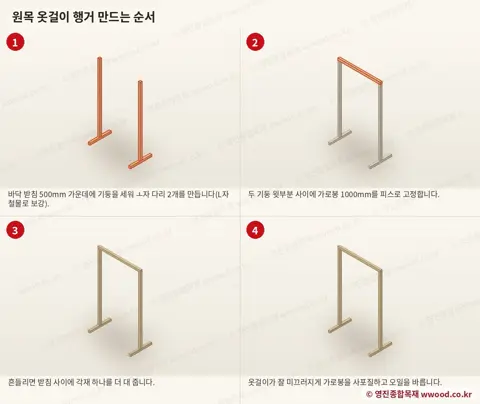 원목 옷걸이 행거 만드는 순서
1
2
바닥 받침 500mm 가운데에 기둥을 세워 ㅗ자 다리 2개를 만듭니다(L자
철물로 보강).
두 기둥 윗부분 사이에 가로봉 1000mm를 피스로 고정합니다.
3
4
흔들리면 받침 사이에 각재 하나를 더 대 줍니다.
옷걸이가 잘 미끄러지게 가로봉을 사포질하고 오일을 바릅니다.
© 영진종합목재 wwood.co.kr